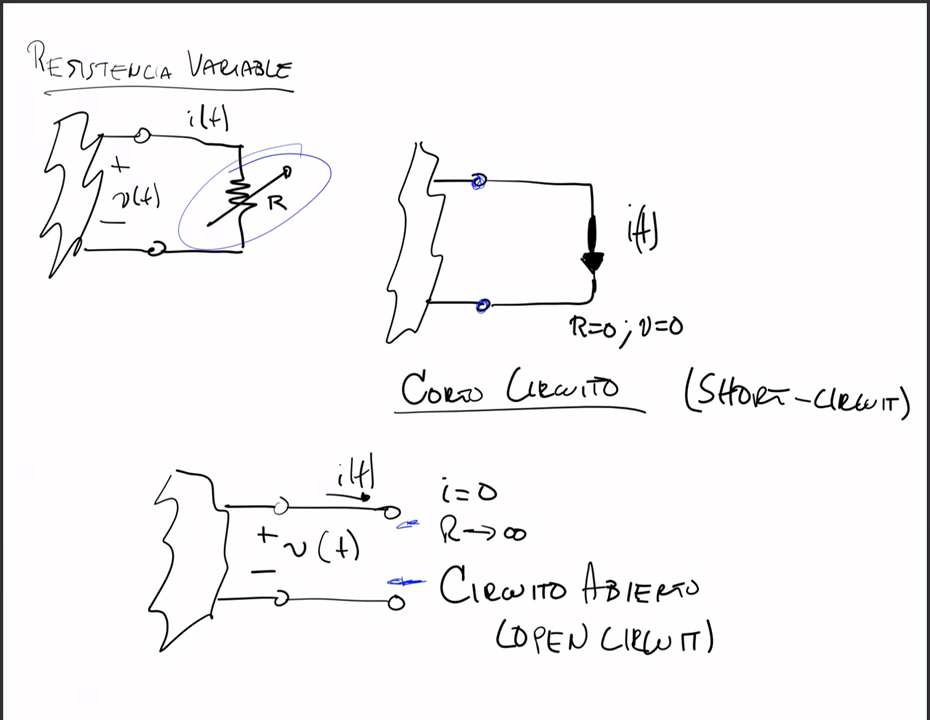 RESISTENCIA VARIABLE
i(t)
+
v(t)
−
R
i(t)
R=0 ; v=0
CORTO CIRCUITO (SHORT-CIRCUIT)
i(t)
+ v(t)
−
i=0
R→∞
CIRCUITO ABIERTO
(OPEN CIRCUIT)